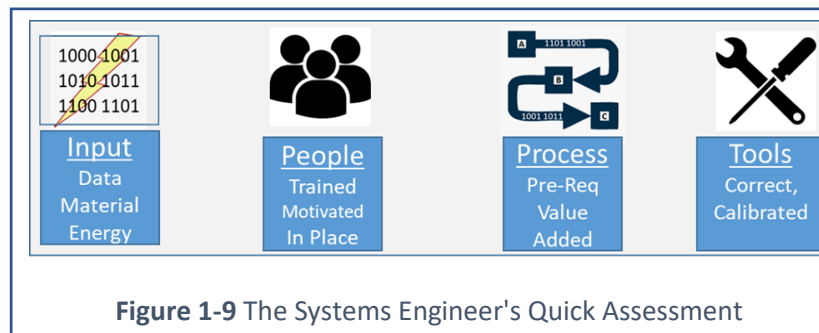 1000 1001
1010 1011
1100 1101
Input
Data
Material
Energy
People
Trained
Motivated
In Place
A
1101 1001
B
1001 1011
C
Process
Pre-Req
Value
Added
Tools
Correct,
Calibrated
Figure 1-9 The Systems Engineer's Quick Assessment